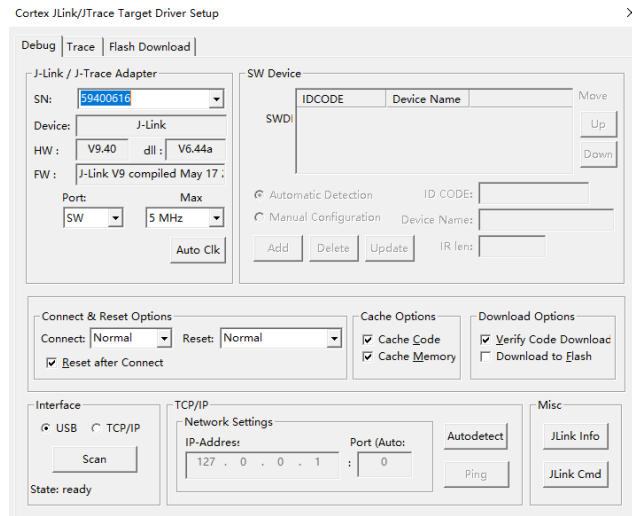 Cortex JLink/JTrace Target Driver Setup
Debug Trace Flash Download
J-Link / J-Trace Adapter
SN: 59400616
Device: J-Link
HW : V9.40 dll : V6.44a
FW : J-Link V9 compiled May 17
Port: Max
SW 5 MHz
Auto Clk
SW Device
IDCODE Device Name Move
SWDI
Up
Down
Automatic Detection ID CODE:
Manual Configuration Device Name:
Add Delete Update IR len:
Connect & Reset Options
Connect: Normal Reset: Normal
Reset after Connect
Cache Options
Cache Code
Cache Memory
Download Options
Verify Code Download
Download to Flash
Interface
USB TCP/IP
Scan
State: ready
TCP/IP
Network Settings
IP-Address: Port (Auto:
127 . 0 . 0 . 1 : 0
Autodetect
Ping
Misc
JLink Info
JLink Cmd